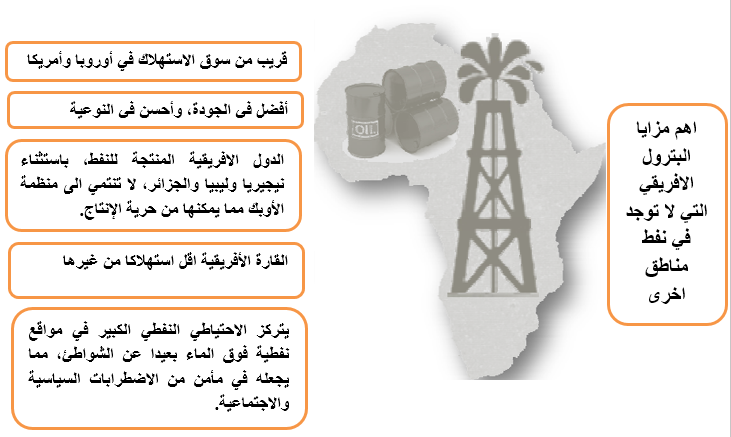 اهم مزايا
البترول
الافريقي
التي لا توجد
في نفط
مناطق
اخرى
قريب من سوق الاستهلاك في أوروبا وأمريكا
أفضل فى الجودة، وأحسن فى النوعية
الدول الافريقية المنتجة للنفط، باستثناء
نيجيريا وليبيا والجزائر، لا تنتمي الى منظمة
الأوبك مما يمكنها من حرية الإنتاج.
القارة الأفريقية اقل استهلاكا من غيرها
يتركز الاحتياطي النفطي الكبير في مواقع
نفطية فوق الماء بعيدا عن الشواطئ، مما
يجعله في مأمن من الاضطرابات السياسية
والاجتماعية.
OIL